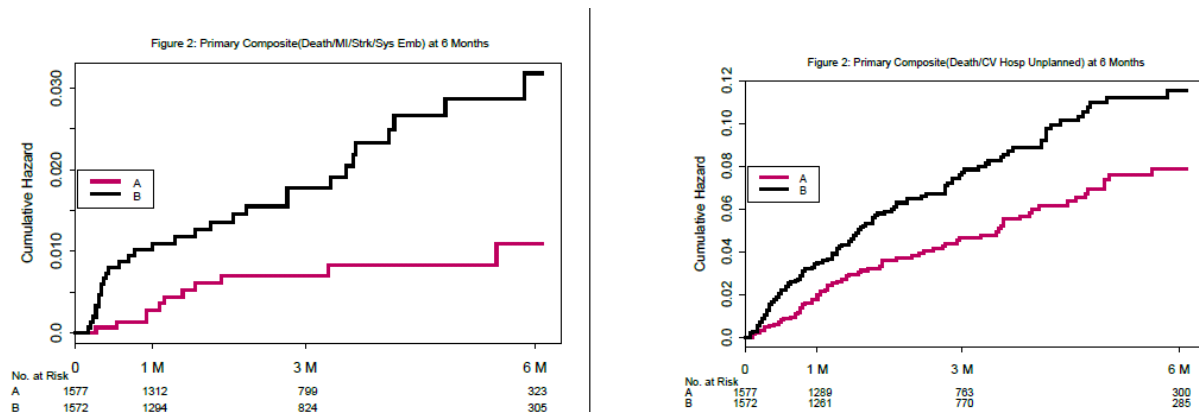 Figure 2: Primary Composite(Death/MI/Strk/Sys Emb) at 6 Months
Cumulative Hazard
0.0
0.010
0.020
0.030
A
B
0
1 M
3 M
6 M
No. at Risk
A 1577 1312 799 323
B 1572 1294 824 305
Figure 2: Primary Composite(Death/CV Hosp Unplanned) at 6 Months
Cumulative Hazard
0.0
0.02
0.04
0.06
0.08
0.10
0.12
A
B
0
1 M
3 M
6 M
No. at Risk
A 1577 1289 763 300
B 1572 1261 770 285